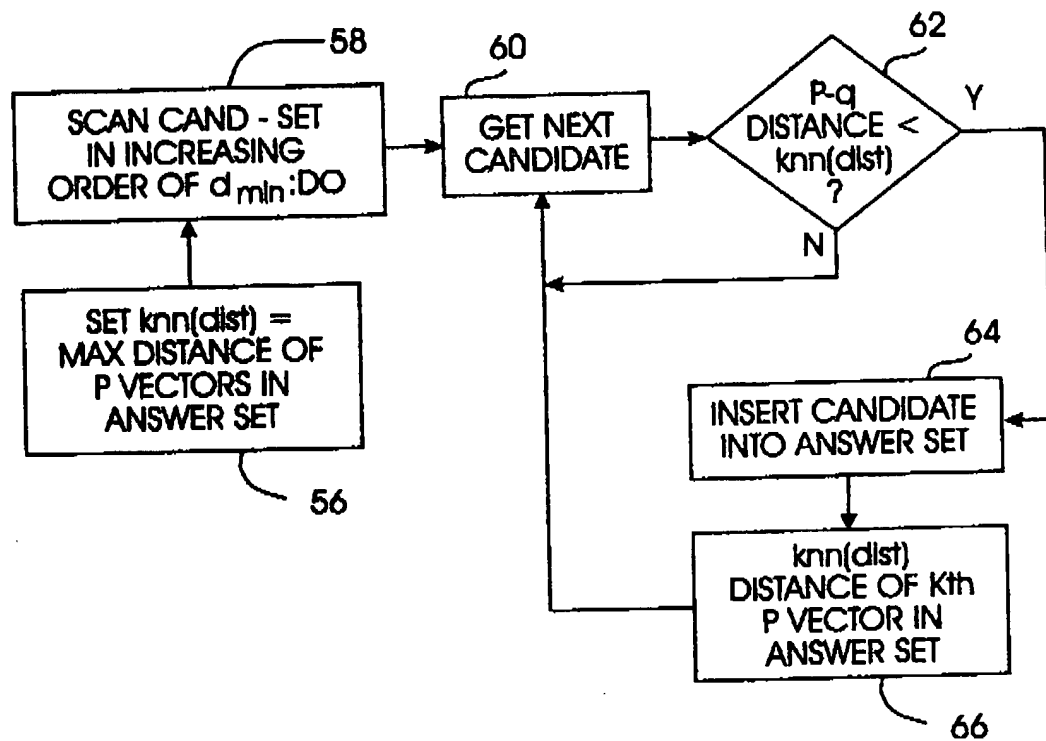 58
SCAN CAND - SET
IN INCREASING
ORDER OF dmin:DO
SET knn(dist) =
MAX DISTANCE OF
P VECTORS IN
ANSWER SET
56
60
GET NEXT
CANDIDATE
62
P-q
DISTANCE <
knn(dist)
?
Y
N
64
INSERT CANDIDATE
INTO ANSWER SET
knn(dist)
DISTANCE OF Kth
P VECTOR IN
ANSWER SET
66